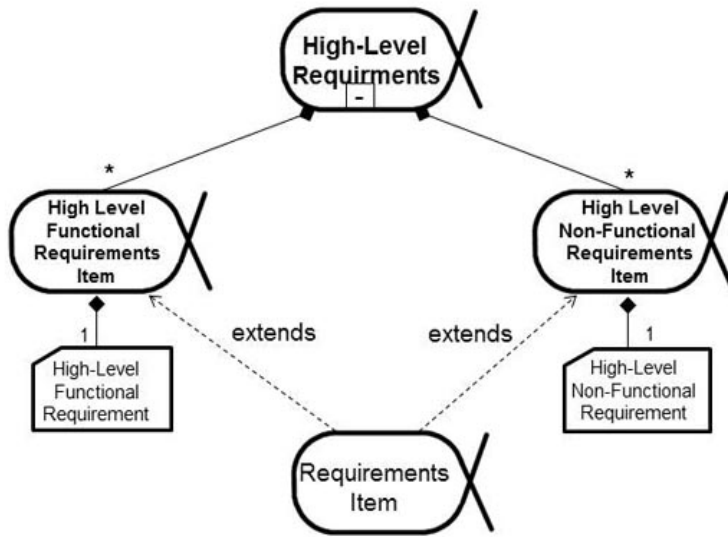 High-Level
Requirments
-
*
*
High Level
Functional
Requirements
Item
High Level
Non-Functional
Requirements
Item
extends
extends
1
1
High-Level
Functional
Requirement
High-Level
Non-Functional
Requirement
Requirements
Item